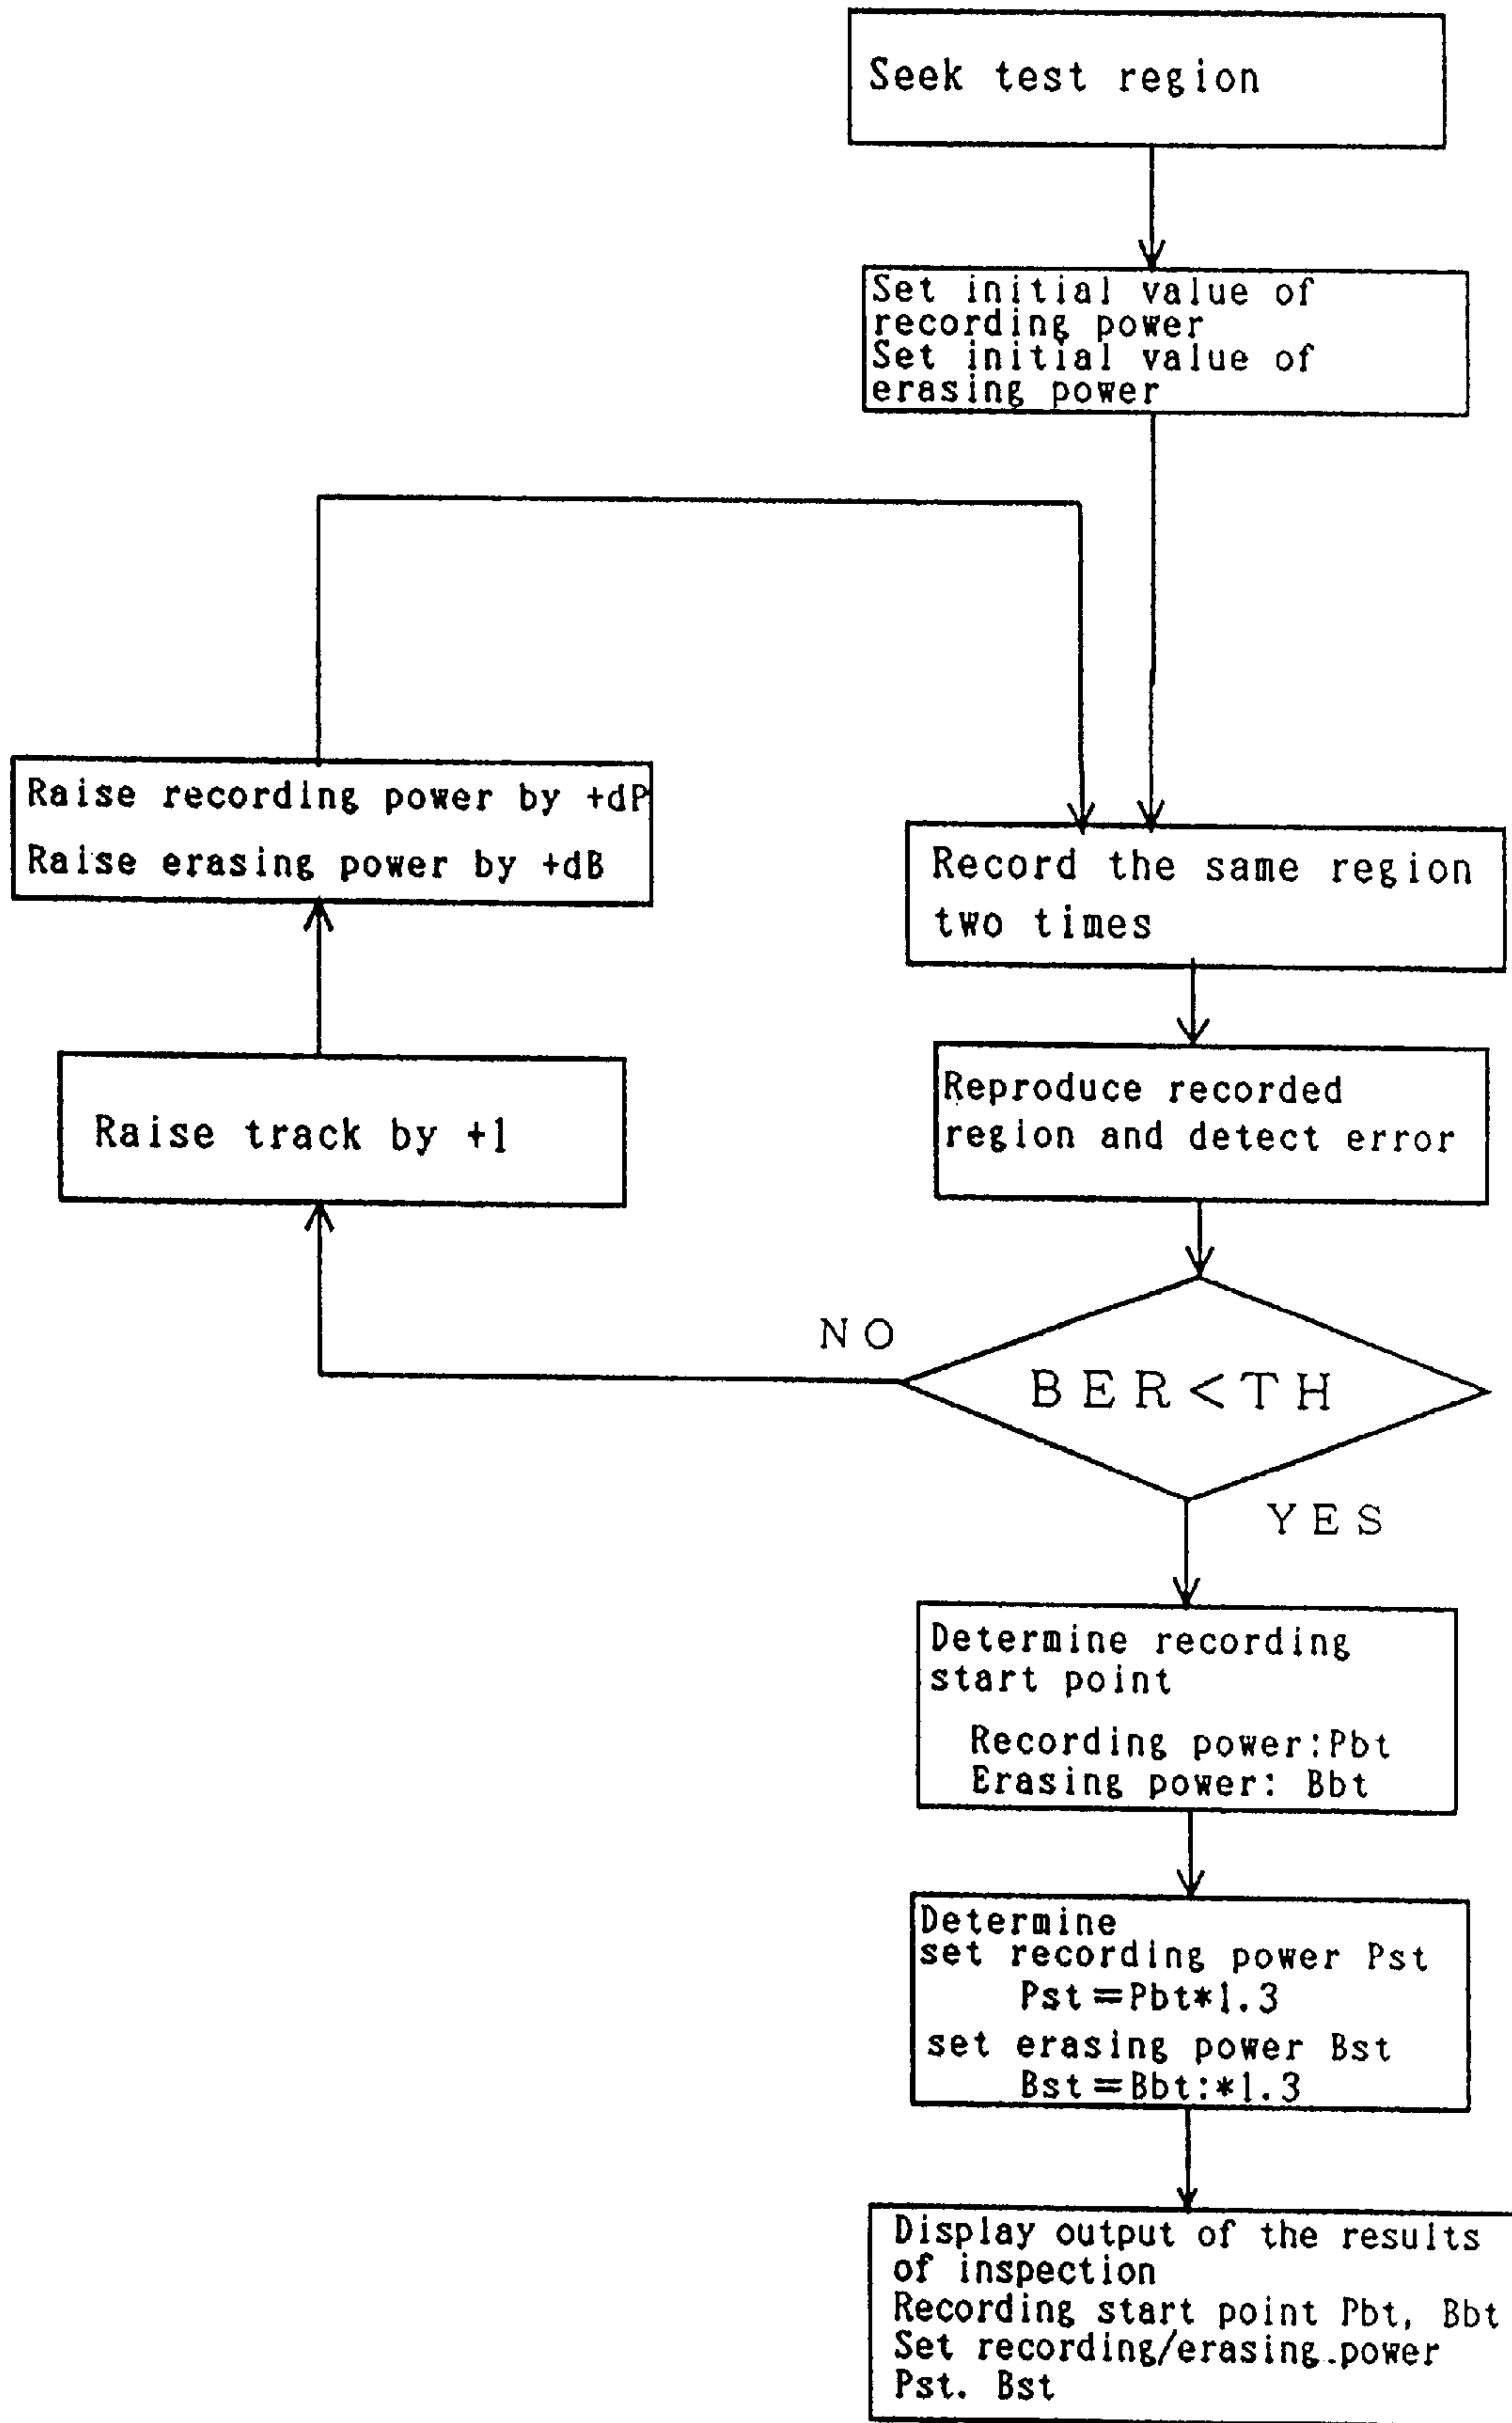 Seek test region
Set initial value of
recording power
Set initial value of
erasing power
Raise recording power by +dP
Raise erasing power by +dB
Record the same region
two times
Raise track by +1
Reproduce recorded
region and detect error
NO
BER<TH
YES
Determine recording
start point
Recording power:Pbt
Erasing power: Bbt
Determine
set recording power Pst
Pst=Pbt*1.3
set erasing power Bst
Bst=Bbt:*1.3
Display output of the results
of inspection
Recording start point Pbt, Bbt
Set recording/erasing.power
Pst. Bst